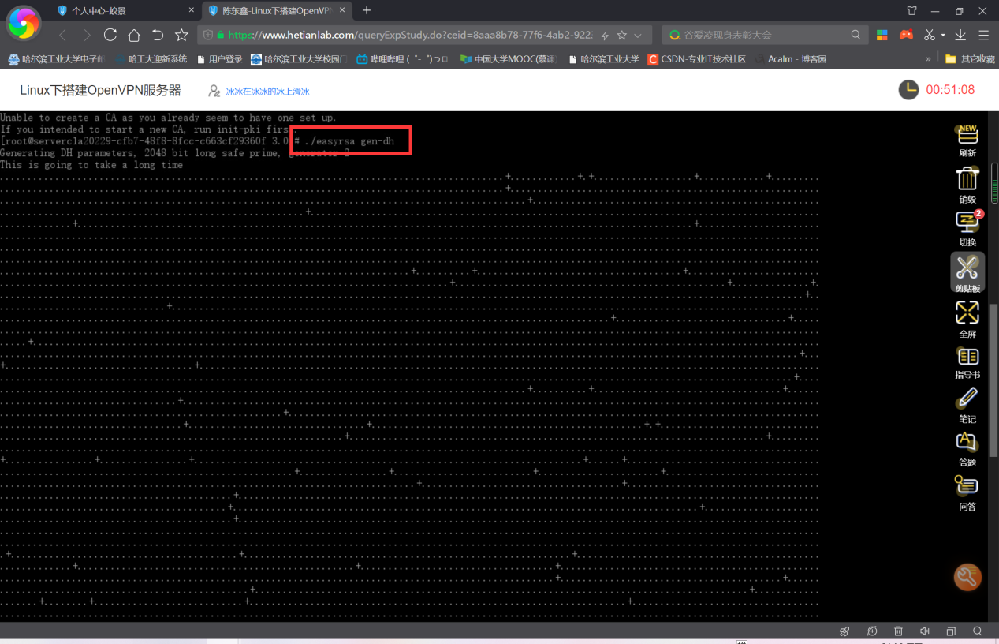 个人中心-蚁景
陈东鑫-Linux下搭建OpenVPN
https://www.hetianlab.com/queryExpStudy.do?ceid=8aaa8b78-77f6-4ab2-922
谷爱凌现身表彰大会
哈尔滨工业大学电子邮 哈工大迎新系统 用户登录 哈尔滨工业大学校园门 哔哩哔哩 (゜-゜)つロ 中国大学MOOC(慕课) 哈尔滨工业大学 CSDN-专业IT技术社区 Acalm - 博客园 » 其它收藏
Linux下搭建OpenVPN服务器 冰冰在冰冰的冰上滑冰 00:51:08
Unable to create a CA as you already seem to have one set up.
If you intended to start a new CA, run init-pki first.
[root@serverc1a20229-cfb7-48f8-8fcc-c663cf29360f 3.0]# ./easyrsa gen-dh
Generating DH parameters, 2048 bit long safe prime, generator 2
This is going to take a long time
NEW
刷新
销毁
2
切换
剪贴板
全屏
指导书
笔记
答题
问答